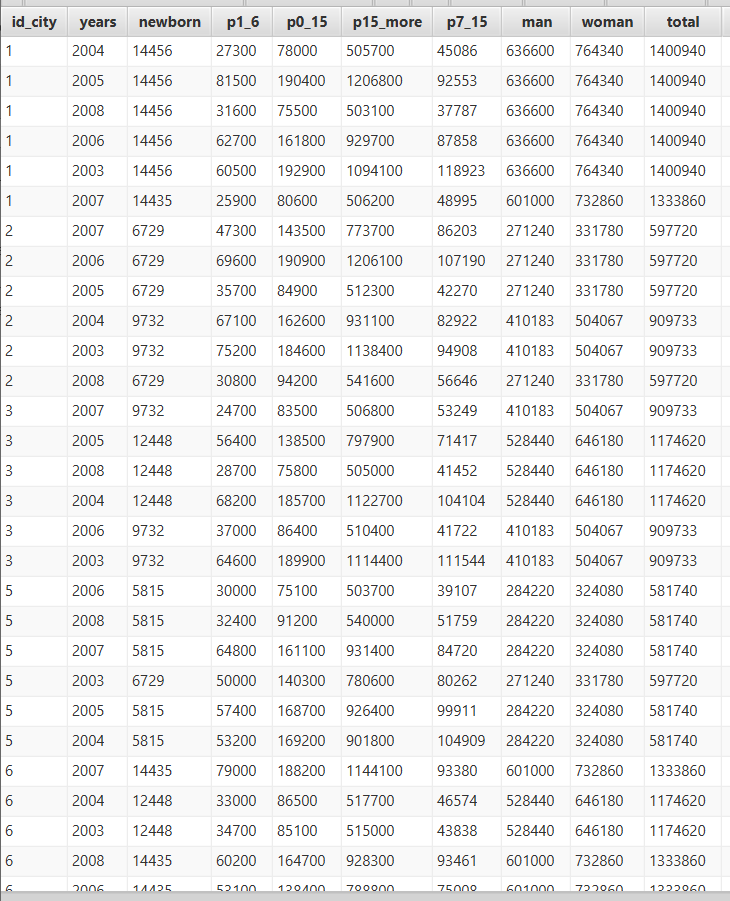 id_city years newborn p1_6 p0_15 p15_more p7_15 man woman total
1 2004 14456 27300 78000 505700 45086 636600 764340 1400940
1 2005 14456 81500 190400 1206800 92553 636600 764340 1400940
1 2008 14456 31600 75500 503100 37787 636600 764340 1400940
1 2006 14456 62700 161800 929700 87858 636600 764340 1400940
1 2003 14456 60500 192900 1094100 118923 636600 764340 1400940
1 2007 14435 25900 80600 506200 48995 601000 732860 1333860
2 2007 6729 47300 143500 773700 86203 271240 331780 597720
2 2006 6729 69600 190900 1206100 107190 271240 331780 597720
2 2005 6729 35700 84900 512300 42270 271240 331780 597720
2 2004 9732 67100 162600 931100 82922 410183 504067 909733
2 2003 9732 75200 184600 1138400 94908 410183 504067 909733
2 2008 6729 30800 94200 541600 56646 271240 331780 597720
3 2007 9732 24700 83500 506800 53249 410183 504067 909733
3 2005 12448 56400 138500 797900 71417 528440 646180 1174620
3 2008 12448 28700 75800 505000 41452 528440 646180 1174620
3 2004 12448 68200 185700 1122700 104104 528440 646180 1174620
3 2006 9732 37000 86400 510400 41722 410183 504067 909733
3 2003 9732 64600 189900 1114400 111544 410183 504067 909733
5 2006 5815 30000 75100 503700 39107 284220 324080 581740
5 2008 5815 32400 91200 540000 51759 284220 324080 581740
5 2007 5815 64800 161100 931400 84720 284220 324080 581740
5 2003 6729 50000 140300 780600 80262 271240 331780 597720
5 2005 5815 57400 168700 926400 99911 284220 324080 581740
5 2004 5815 53200 169200 901800 104909 284220 324080 581740
6 2007 14435 79000 188200 1144100 93380 601000 732860 1333860
6 2004 12448 33000 86500 517700 46574 528440 646180 1174620
6 2003 12448 34700 85100 515000 43838 528440 646180 1174620
6 2008 14435 60200 164700 928300 93461 601000 732860 1333860
6 2006 14435 53100 138400 788800 75008 601000 732860 1333860